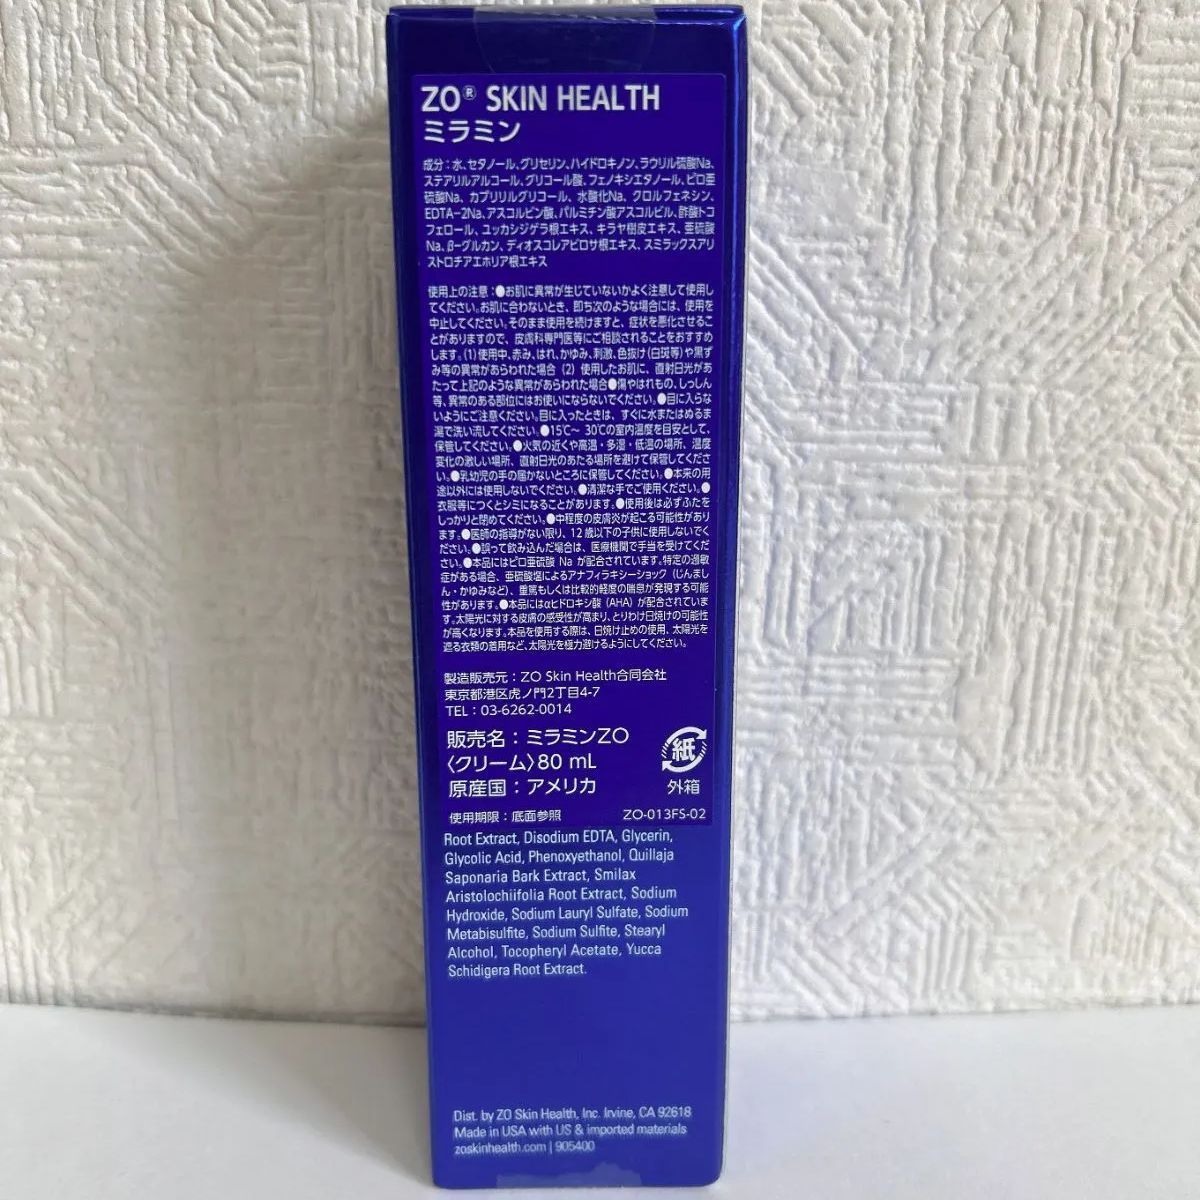 ZO® SKIN HEALTH
ミラミン
成分：水、セタノール、グリセリン、ハイドロキノン、ラウリル硫酸Na、
ステアリルアルコール、グリコール酸、フェノキシエタノール、ピロ亜
硫酸Na、カプリリルグリコール、水酸化Na、クロルフェネシン、
EDTA-2Na、アスコルビン酸、パルミチン酸アスコルビル、酢酸トコ
フェロール、ユッカシジゲラ根エキス、キラヤ樹皮エキス、亜硫酸
Na、βーグルカン、ディオスコレアビロサ根エキス、スミラックスアリ
ストロチアエホリア根エキス
使用上の注意：●お肌に異常が生じていないかよく注意して使用し
てください。お肌に合わないとき、即ち次のような場合には、使用を
中止してください。そのまま使用を続けますと、症状を悪化させるこ
とがありますので、皮膚科専門医等にご相談されることをおすすめ
します。(1)使用中、赤み、はれ、かゆみ、刺激、色抜け(白斑等)や黒ず
み等の異常があらわれた場合 (2) 使用したお肌に、直射日光があ
たって上記のような異常があらわれた場合●傷やはれもの、しっしん
等、異常のある部位にはお使いにならないでください。●目に入らな
いようにご注意ください。目に入ったときは、すぐに水またはぬるま
湯で洗い流してください。●15℃～ 30℃の室内温度を目安として、
保管してください。●火気の近くや高温・多湿・低温の場所、温度
変化の激しい場所、直射日光のあたる場所を避けて保管してくださ
い。●乳幼児の手の届かないところに保管してください。●本来の用
途以外には使用しないでください。●清潔な手でご使用ください。●
衣服等につくとシミになることがあります。●使用後は必ずふたを
しっかりと閉めてください。●中程度の皮膚炎が起こる可能性があり
ます。●医師の指導がない限り、12歳以下の子供に使用しないでく
ださい。●誤って飲み込んだ場合は、医療機関で手当を受けてくだ
さい。●本品にはピロ亜硫酸 Na が配合されています。特定の過敏
症がある場合、亜硫酸塩によるアナフィラキシーショック (じんまし
ん・かゆみなど)、重篤もしくは比較的軽度の喘息が発現する可能
性があります。●本品にはαヒドロキシ酸 (AHA) が配合されていま
す。太陽光に対する皮膚の感受性が高まり、とりわけ日焼けの可能性
が高くなります。本品を使用する際は、日焼け止めの使用、太陽光を
遮る衣類の着用など、太陽光を極力避けるようにしてください。
製造販売元：ZO Skin Health合同会社
東京都港区虎ノ門2丁目4-7
TEL：03-6262-0014
販売名：ミラミンZO
〈クリーム〉80 mL
原産国：アメリカ
紙
外箱
使用期限：底面参照 ZO-013FS-02
Root Extract, Disodium EDTA, Glycerin,
Glycolic Acid, Phenoxyethanol, Quillaja
Saponaria Bark Extract, Smilax
Aristolochiifolia Root Extract, Sodium
Hydroxide, Sodium Lauryl Sulfate, Sodium
Metabisulfite, Sodium Sulfite, Stearyl
Alcohol, Tocopheryl Acetate, Yucca
Schidigera Root Extract.
Dist. by ZO Skin Health, Inc. Irvine, CA 92618
Made in USA with US & imported materials
zoskinhealth.com | 905400